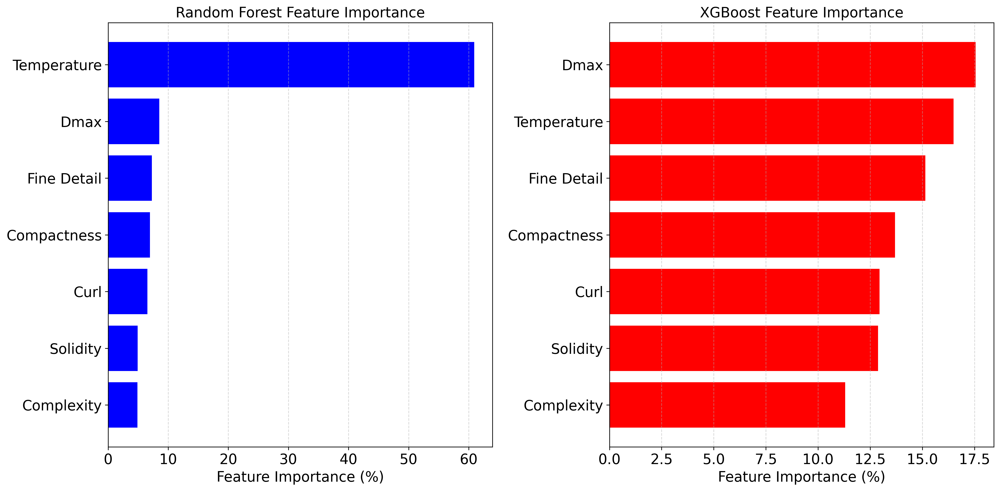 Random Forest Feature Importance
Temperature
Dmax
Fine Detail
Compactness
Curl
Solidity
Complexity
0 10 20 30 40 50 60
Feature Importance (%)
XGBoost Feature Importance
Dmax
Temperature
Fine Detail
Compactness
Curl
Solidity
Complexity
0.0 2.5 5.0 7.5 10.0 12.5 15.0 17.5
Feature Importance (%)